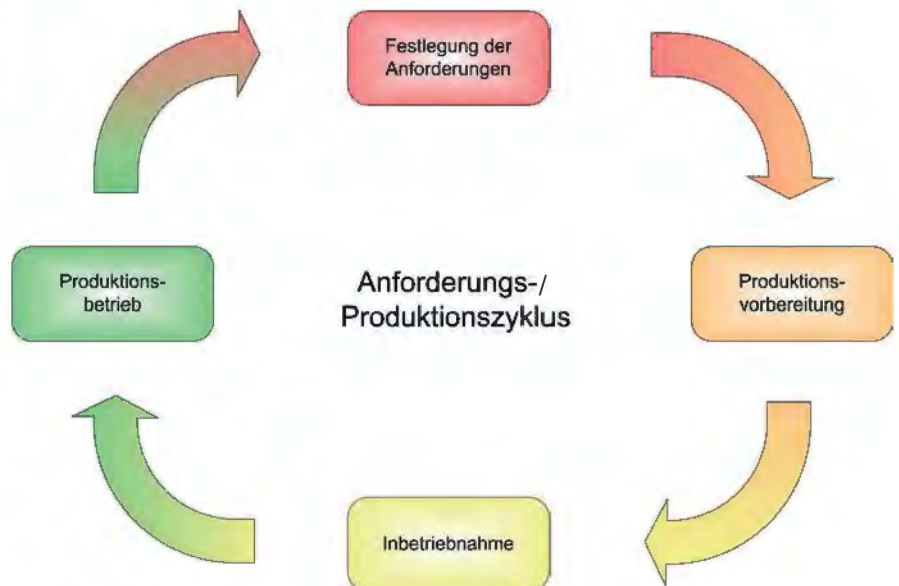 Festlegung der
Anforderungen
Produktions-
betrieb
Anforderungs-/
Produktionszyklus
Produktions-
vorbereitung
Inbetriebnahme